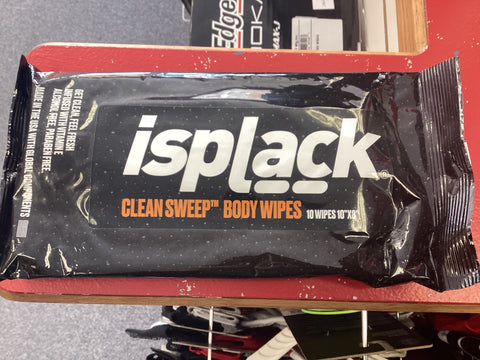 Edge
isplack
CLEAN SWEEP™ BODY WIPES
10 WIPES 10"X8"
GET CLEAN. FEEL FRESH
INFUSED WITH VITAMIN E
ALCOHOL-FREE. PARABEN FREE.
MADE IN THE USA WITH GLOBAL COMPONENTS